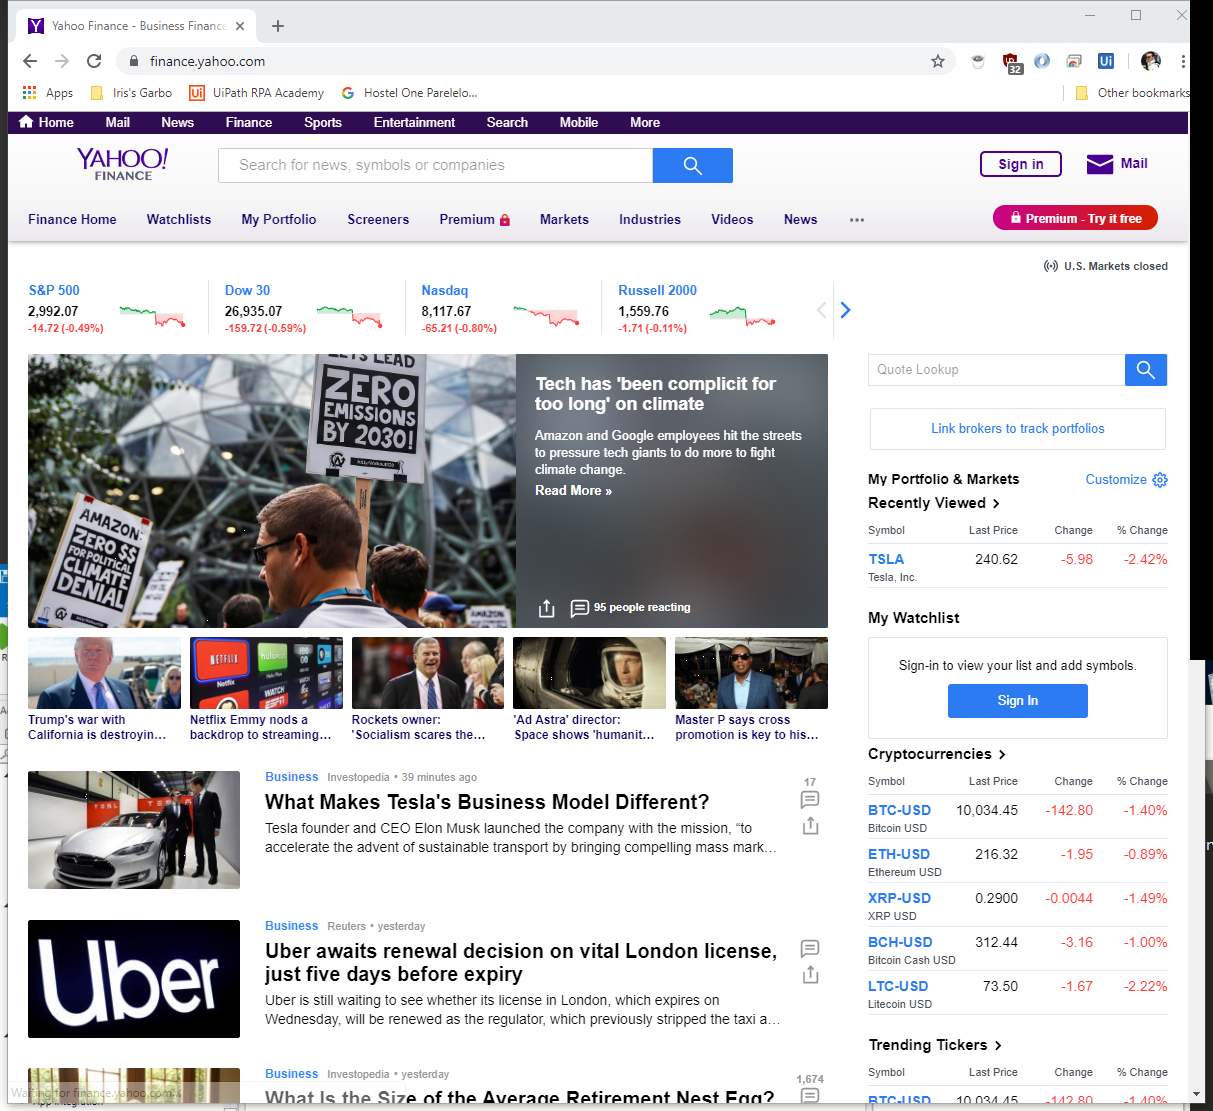 Yahoo Finance - Business Finance
finance.yahoo.com
32
Ui
Apps
Iris's Garbo
UiPath RPA Academy
Hostel One Parelelo...
Other bookmarks
Home Mail News Finance Sports Entertainment Search Mobile More
YAHOO!
FINANCE
Search for news, symbols or companies
Sign in
Mail
Finance Home Watchlists My Portfolio Screeners Premium Markets Industries Videos News
Premium - Try it free
U.S. Markets closed
S&P 500
2,992.07
-14.72 (-0.49%)
Dow 30
26,935.07
-159.72 (-0.59%)
Nasdaq
8,117.67
-65.21 (-0.80%)
Russell 2000
1,559.76
-1.71 (-0.11%)
LET'S LEAD
ZERO
EMISSIONS
BY 2030!
AMAZON:
ZERO $$
FOR POLITICAL
CLIMATE
DENIAL
AMAZON
Tech has 'been complicit for
too long' on climate
Amazon and Google employees hit the streets
to pressure tech giants to do more to fight
climate change.
Read More »
95 people reacting
NETFLIX
Netflix
hulu
Trump's war with
California is destroyin...
Netflix Emmy nods a
backdrop to streaming...
Rockets owner:
'Socialism scares the...
'Ad Astra' director:
Space shows 'humanit...
Master P says cross
promotion is key to his...
TESLA
Business Investopedia • 39 minutes ago
What Makes Tesla's Business Model Different?
Tesla founder and CEO Elon Musk launched the company with the mission, “to
accelerate the advent of sustainable transport by bringing compelling mass mark...
17
Uber
Business Reuters • yesterday
Uber awaits renewal decision on vital London license,
just five days before expiry
Uber is still waiting to see whether its license in London, which expires on
Wednesday, will be renewed as the regulator, which previously stripped the taxi a...
Business Investopedia • yesterday
What Is the Size of the Average Retirement Nest Egg?
1,674
Waiting for finance.yahoo.com...
App Integration
Quote Lookup
Link brokers to track portfolios
My Portfolio & Markets
Customize
Recently Viewed
Symbol Last Price Change % Change
TSLA 240.62 -5.98 -2.42%
Tesla, Inc.
My Watchlist
Sign-in to view your list and add symbols.
Sign In
Cryptocurrencies
Symbol Last Price Change % Change
BTC-USD 10,034.45 -142.80 -1.40%
Bitcoin USD
ETH-USD 216.32 -1.95 -0.89%
Ethereum USD
XRP-USD 0.2900 -0.0044 -1.49%
XRP USD
BCH-USD 312.44 -3.16 -1.00%
Bitcoin Cash USD
LTC-USD 73.50 -1.67 -2.22%
Litecoin USD
Trending Tickers
Symbol Last Price Change % Change
BTC-USD 10,034.45 -142.80 -1.40%